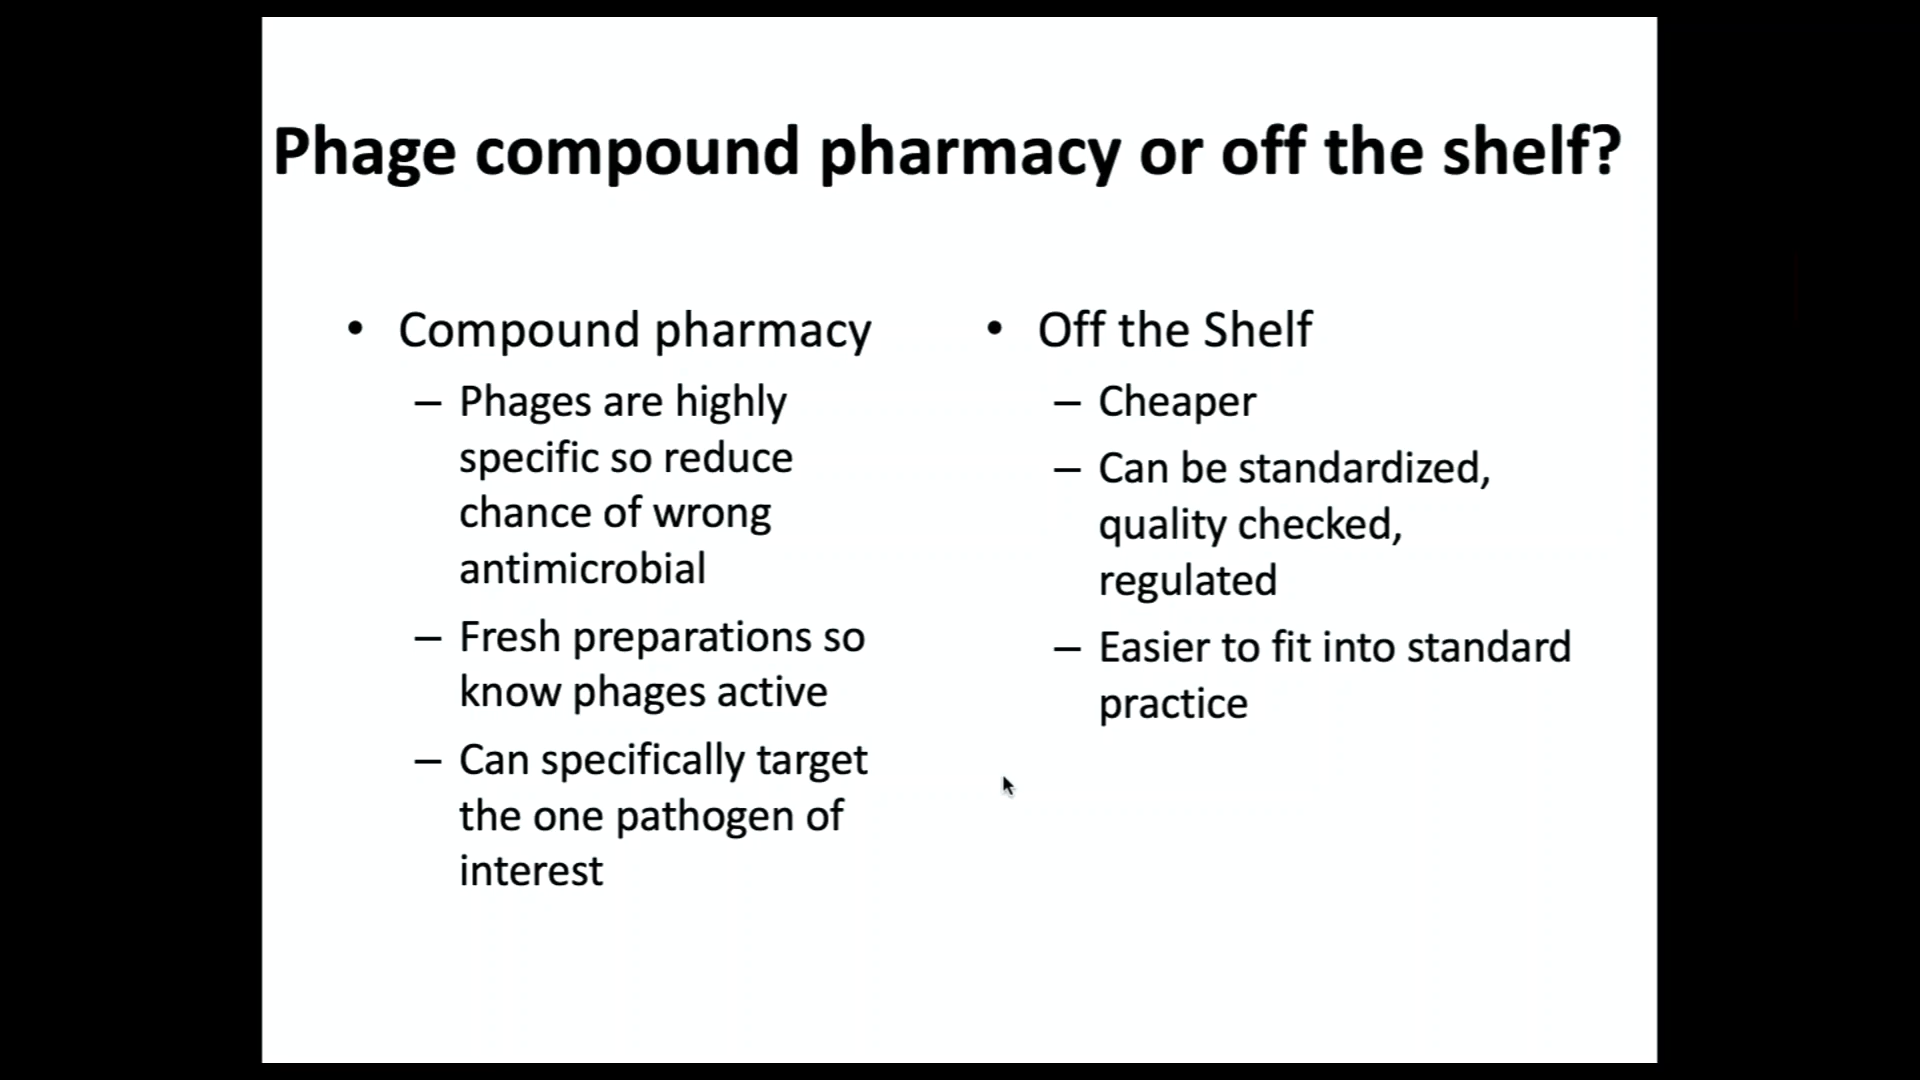 Phage compound pharmacy or off the shelf?
• Compound pharmacy
– Phages are highly
specific so reduce
chance of wrong
antimicrobial
– Fresh preparations so
know phages active
– Can specifically target
the one pathogen of
interest
• Off the Shelf
– Cheaper
– Can be standardized,
quality checked,
regulated
– Easier to fit into standard
practice